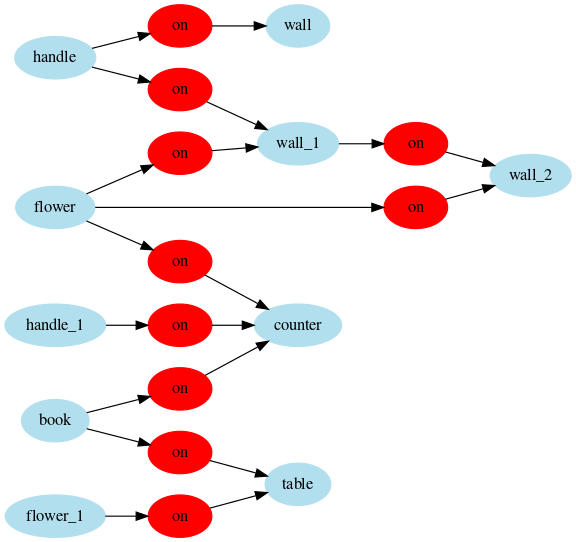 on
wall
handle
on
on
wall_1
on
wall_2
flower
on
on
handle_1
on
counter
on
book
on
table
flower_1
on